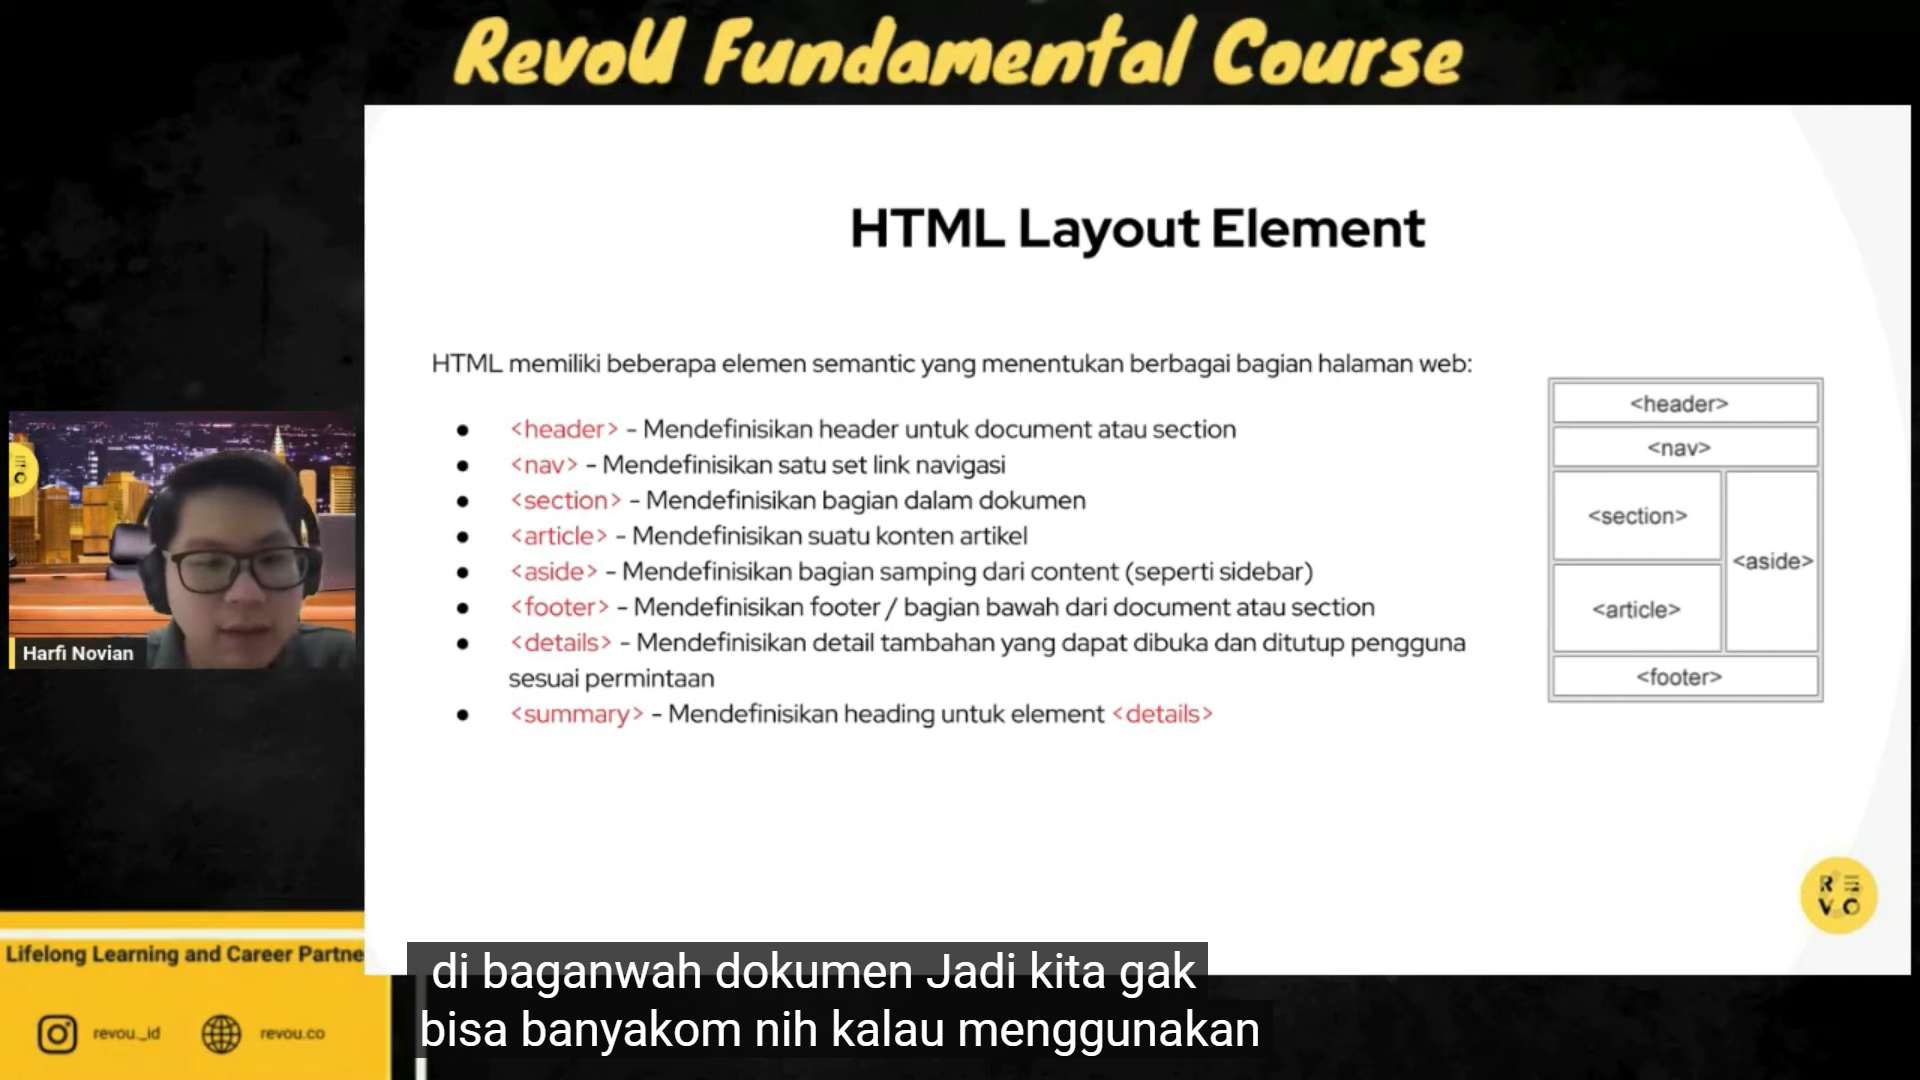 RevoU Fundamental Course
HTML Layout Element
HTML memiliki beberapa elemen semantic yang menentukan berbagai bagian halaman web:
● <header> - Mendefinisikan header untuk document atau section
● <nav> - Mendefinisikan satu set link navigasi
● <section> - Mendefinisikan bagian dalam dokumen
● <article> - Mendefinisikan suatu konten artikel
● <aside> - Mendefinisikan bagian samping dari content (seperti sidebar)
● <footer> - Mendefinisikan footer / bagian bawah dari document atau section
● <details> - Mendefinisikan detail tambahan yang dapat dibuka dan ditutup pengguna
sesuai permintaan
● <summary> - Mendefinisikan heading untuk element <details>
<header>
<nav>
<section>
<aside>
<article>
<footer>
Harfi Novian
R E
V O
Lifelong Learning and Career Partne
revou_id
revou.co
di baganwah dokumen Jadi kita gak
bisa banyakom nih kalau menggunakan